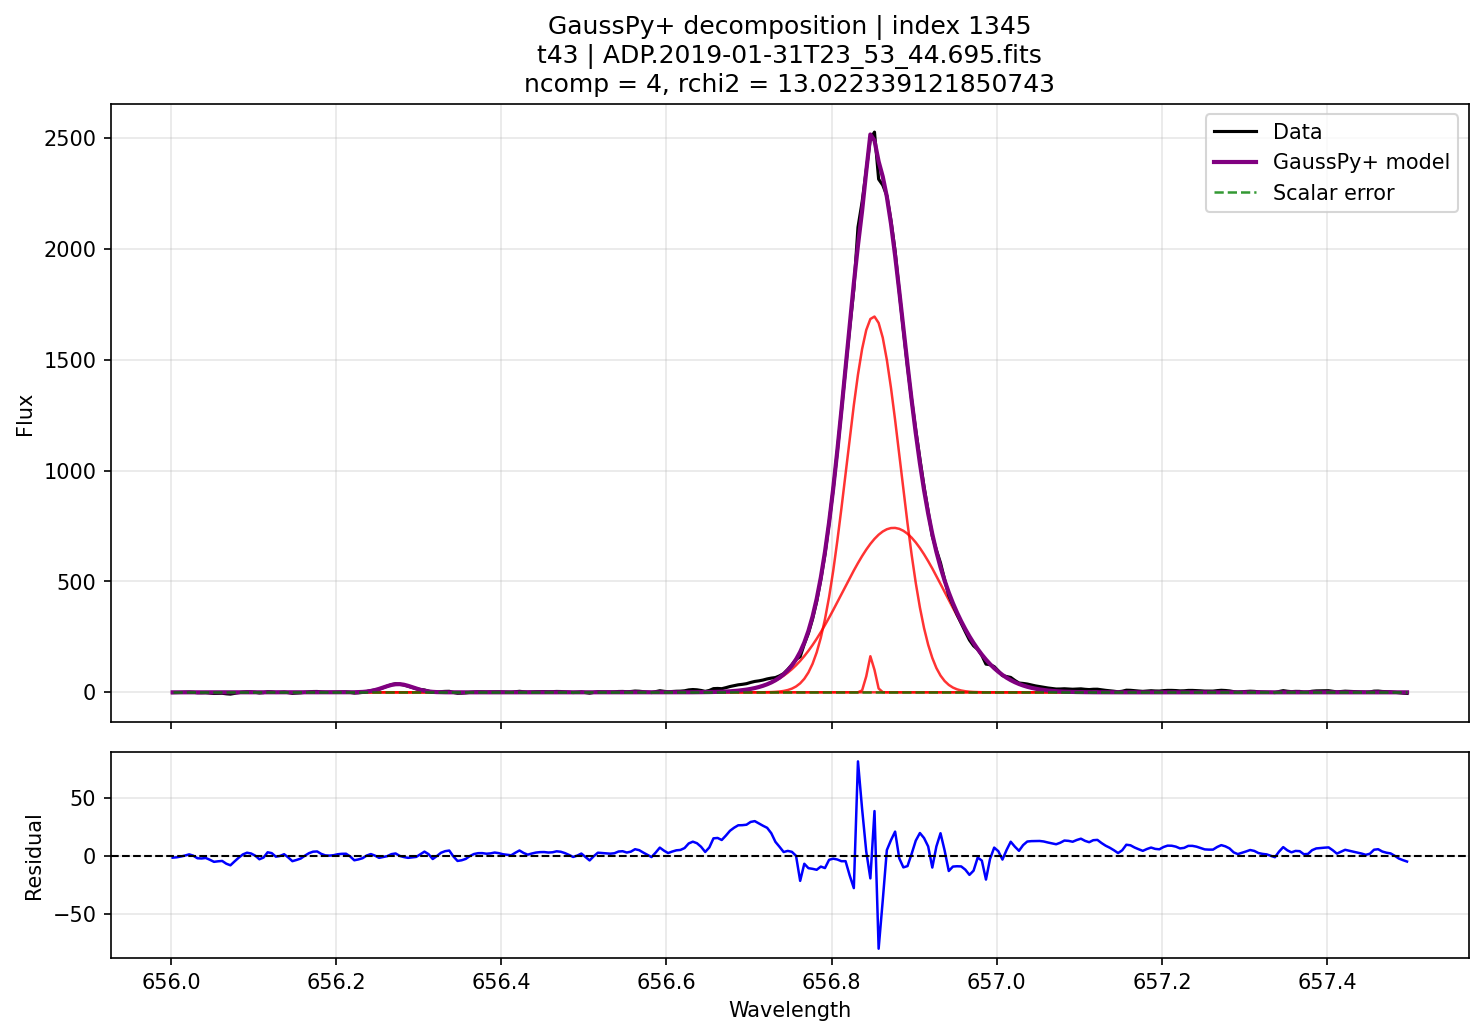 GaussPy+ decomposition | index 1345
t43 | ADP.2019-01-31T23_53_44.695.fits
ncomp = 4, rchi2 = 13.022339121850743
Data
GaussPy+ model
Scalar error
Flux
2500
2000
1500
1000
500
0
Residual
50
0
−50
656.0 656.2 656.4 656.6 656.8 657.0 657.2 657.4
Wavelength